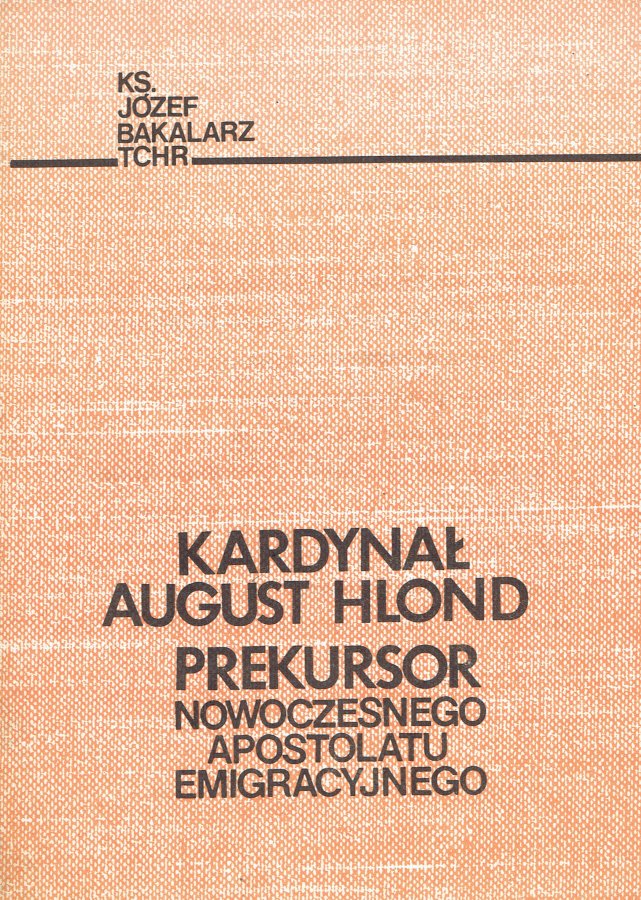 KS.
JÓZEF
BAKALARZ
TCHR
KARDYNAŁ
AUGUST HLOND
PREKURSOR
NOWOCZESNEGO
APOSTOLATU
EMIGRACYJNEGO